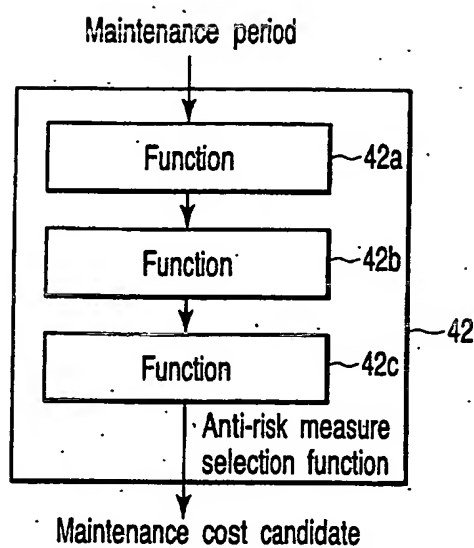 Maintenance period
Function
42a
Function
42b
42
Function
42c
Anti-risk measure
selection function
Maintenance cost candidate